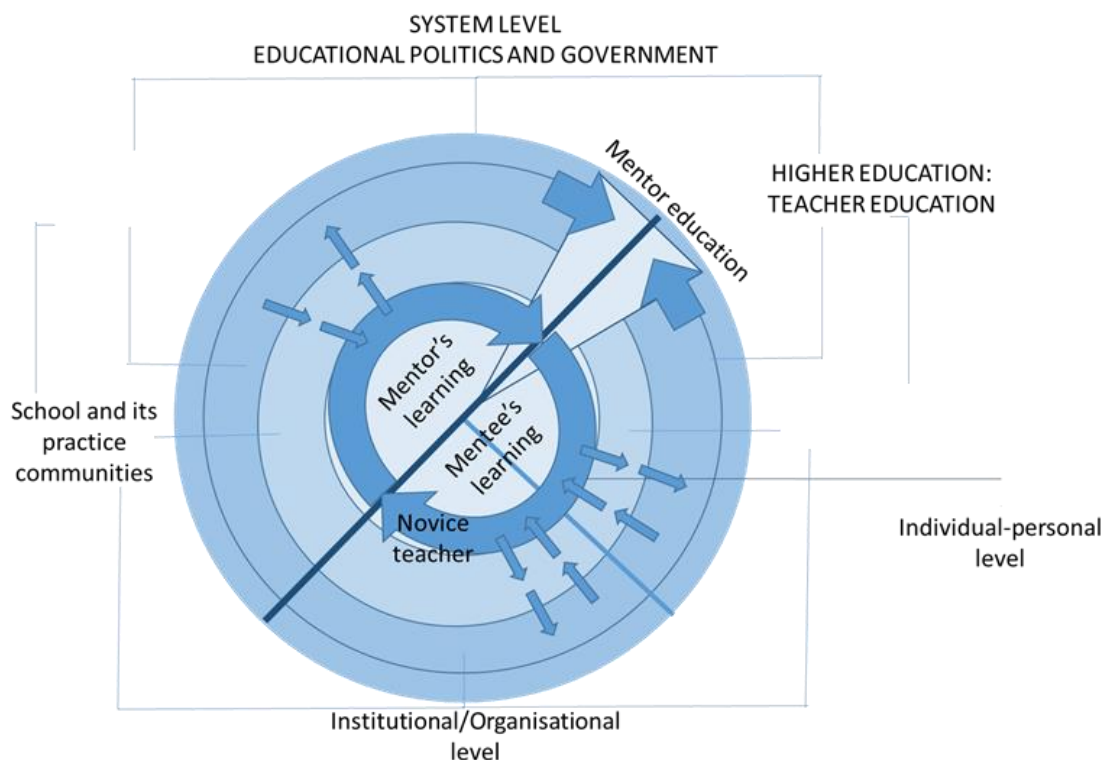 SYSTEM LEVEL
EDUCATIONAL POLITICS AND GOVERNMENT
Mentor education
HIGHER EDUCATION:
TEACHER EDUCATION
Mentor's
learning
Mentee's
learning
School and its
practice
communities
Novice
teacher
Individual-personal
level
Institutional/Organisational
level